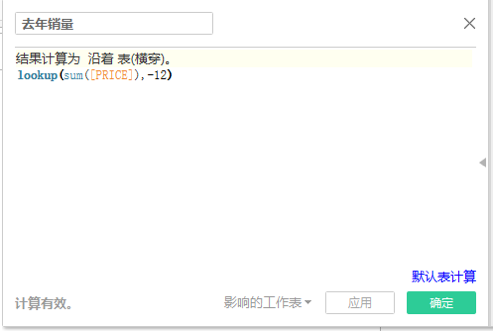 去年销量
结果计算为 沿着 表(横穿)。
lookup(sum([PRICE]),-12)
默认表计算
计算有效。
影响的工作表
应用
确定